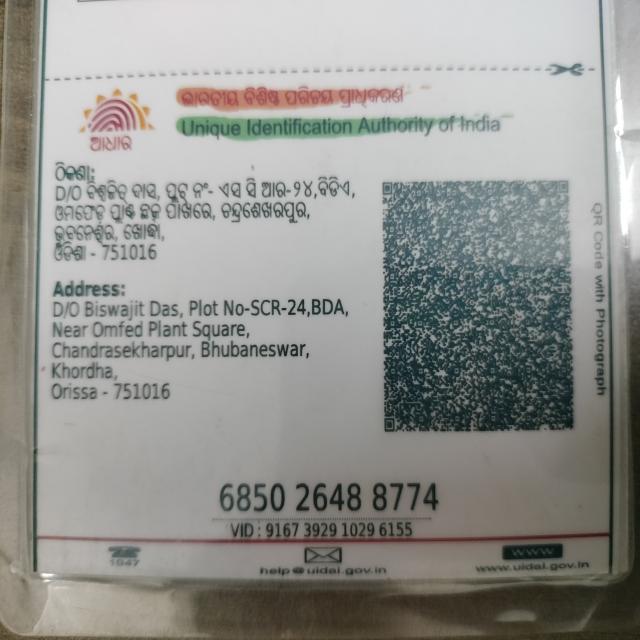 ଭାରତୀୟ ବିଶିଷ୍ଟ ପରିଚୟ ପ୍ରାଧିକରଣ
Unique Identification Authority of India
ଆଧାର
ଠିକଣା:
D/O ବିଶ୍ୱଜିତ୍ ଦାସ, ପ୍ଲଟ୍ ନଂ- ଏସ ସି ଆର-୨୪,ବିଡିଏ,
ଓମଫେଡ୍ ପ୍ଲାଣ୍ଟ ଛକ ପାଖରେ, ଚନ୍ଦ୍ରଶେଖରପୁର,
ଭୁବନେଶ୍ୱର, ଖୋର୍ଦ୍ଧା,
ଓଡିଶା - 751016
Address:
D/O Biswajit Das, Plot No-SCR-24,BDA,
Near Omfed Plant Square,
Chandrasekharpur, Bhubaneswar,
Khordha,
Orissa - 751016
QR Code with Photograph
6850 2648 8774
VID : 9167 3929 1029 6155
1947
help@uidai.gov.in
www
www.uidai.gov.in